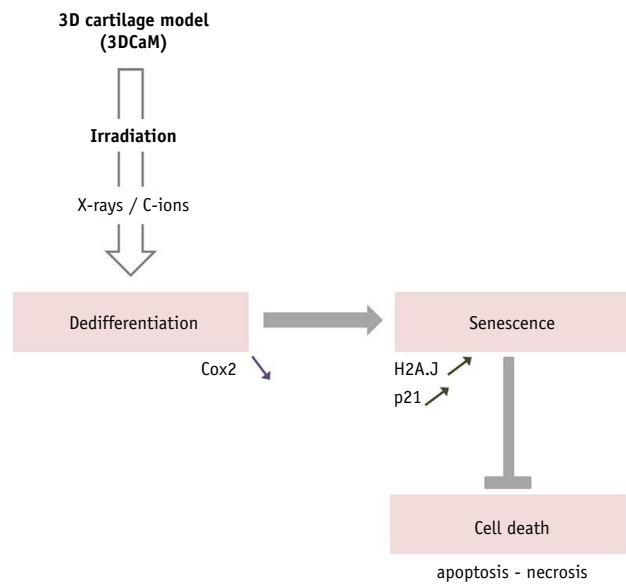 3D cartilage model
(3DCaM)
Irradiation
X-rays / C-ions
Dedifferentiation
Senescence
Cox2
H2A.J
p21
Cell death
apoptosis - necrosis